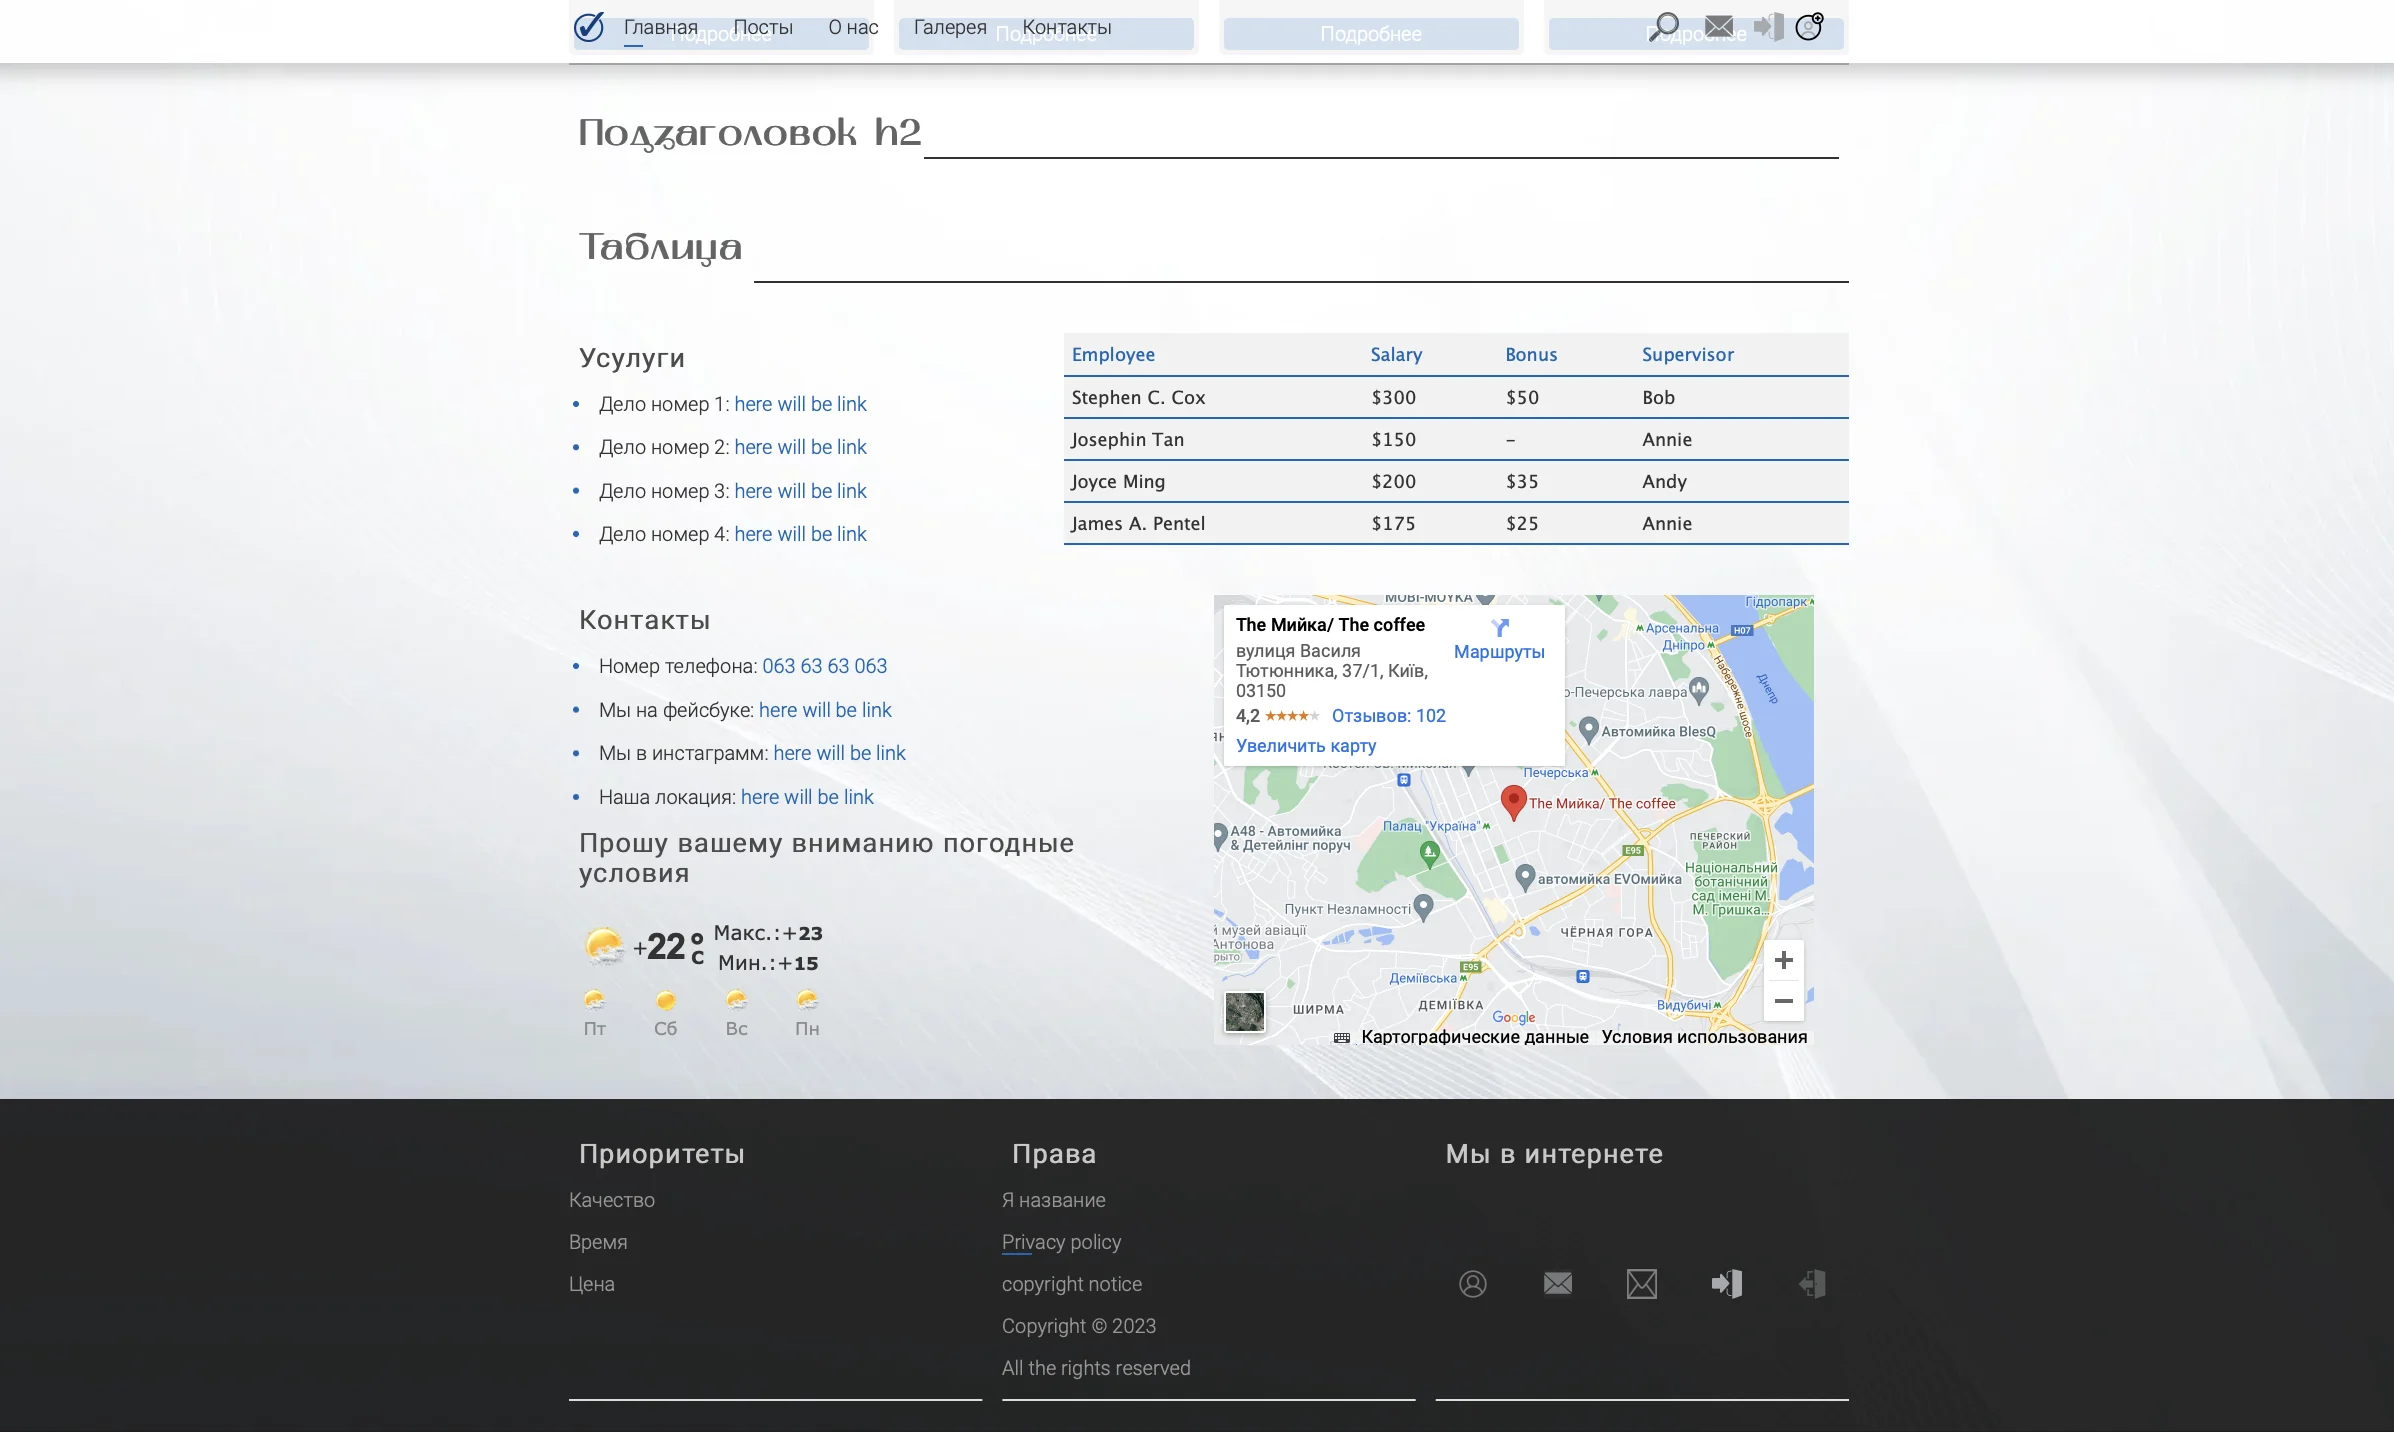 Главная Посты О нас Галерея Контакты
Подробнее Подробнее Подробнее Подробнее
Подзаголовок h2
Таблица
Усулуги
Дело номер 1: here will be link
Дело номер 2: here will be link
Дело номер 3: here will be link
Дело номер 4: here will be link
Employee Salary Bonus Supervisor
Stephen C. Cox $300 $50 Bob
Josephin Tan $150 – Annie
Joyce Ming $200 $35 Andy
James A. Pentel $175 $25 Annie
Контакты
Номер телефона: 063 63 63 063
Мы на фейсбуке: here will be link
Мы в инстаграмм: here will be link
Наша локация: here will be link
Прошу вашему вниманию погодные
условия
+22 °C
Макс.:+23
Мин.:+15
Пт Сб Вс Пн
The Мийка/ The coffee
вулиця Василя
Тютюнника, 37/1, Київ,
03150
4,2 Отзывов: 102
Увеличить карту
Маршруты
МОВІ-МОУКА
Гідропарк
Арсенальна
H07
Дніпро
Набережне шосе
Днепр
о-Печерська лавра
Автомийка BlesQ
Печерська
The Мийка/ The coffee
Палац "Україна"
А48 - Автомийка
& Детейлінг поруч
ПЕЧЕРСКИЙ
РАЙОН
E95
Національний
ботанічний
сад імені М.
М. Гришка...
автомийка EVOмийка
Пункт Незламності
й музей авіації
Антонова
ЧЁРНАЯ ГОРА
E95
Деміївська
ШИРМА
ДЕМІЇВКА
Видубичі
Google
Картографические данные Условия использования
Приоритеты
Качество
Время
Цена
Права
Я название
Privacy policy
copyright notice
Copyright © 2023
All the rights reserved
Мы в интернете